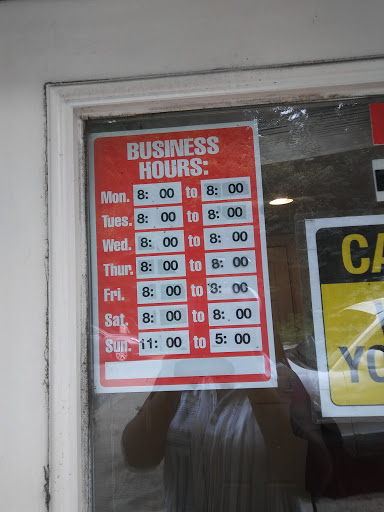 BUSINESS
HOURS:
Mon. 8: 00 to 8: 00
Tues. 8: 00 to 8: 00
Wed. 8: 00 to 8: 00
Thur. 8: 00 to 8: 00
Fri. 8: 00 to 8: 00
Sat. 8: 00 to 8: 00
Sun. 11: 00 to 5: 00
CA
YO